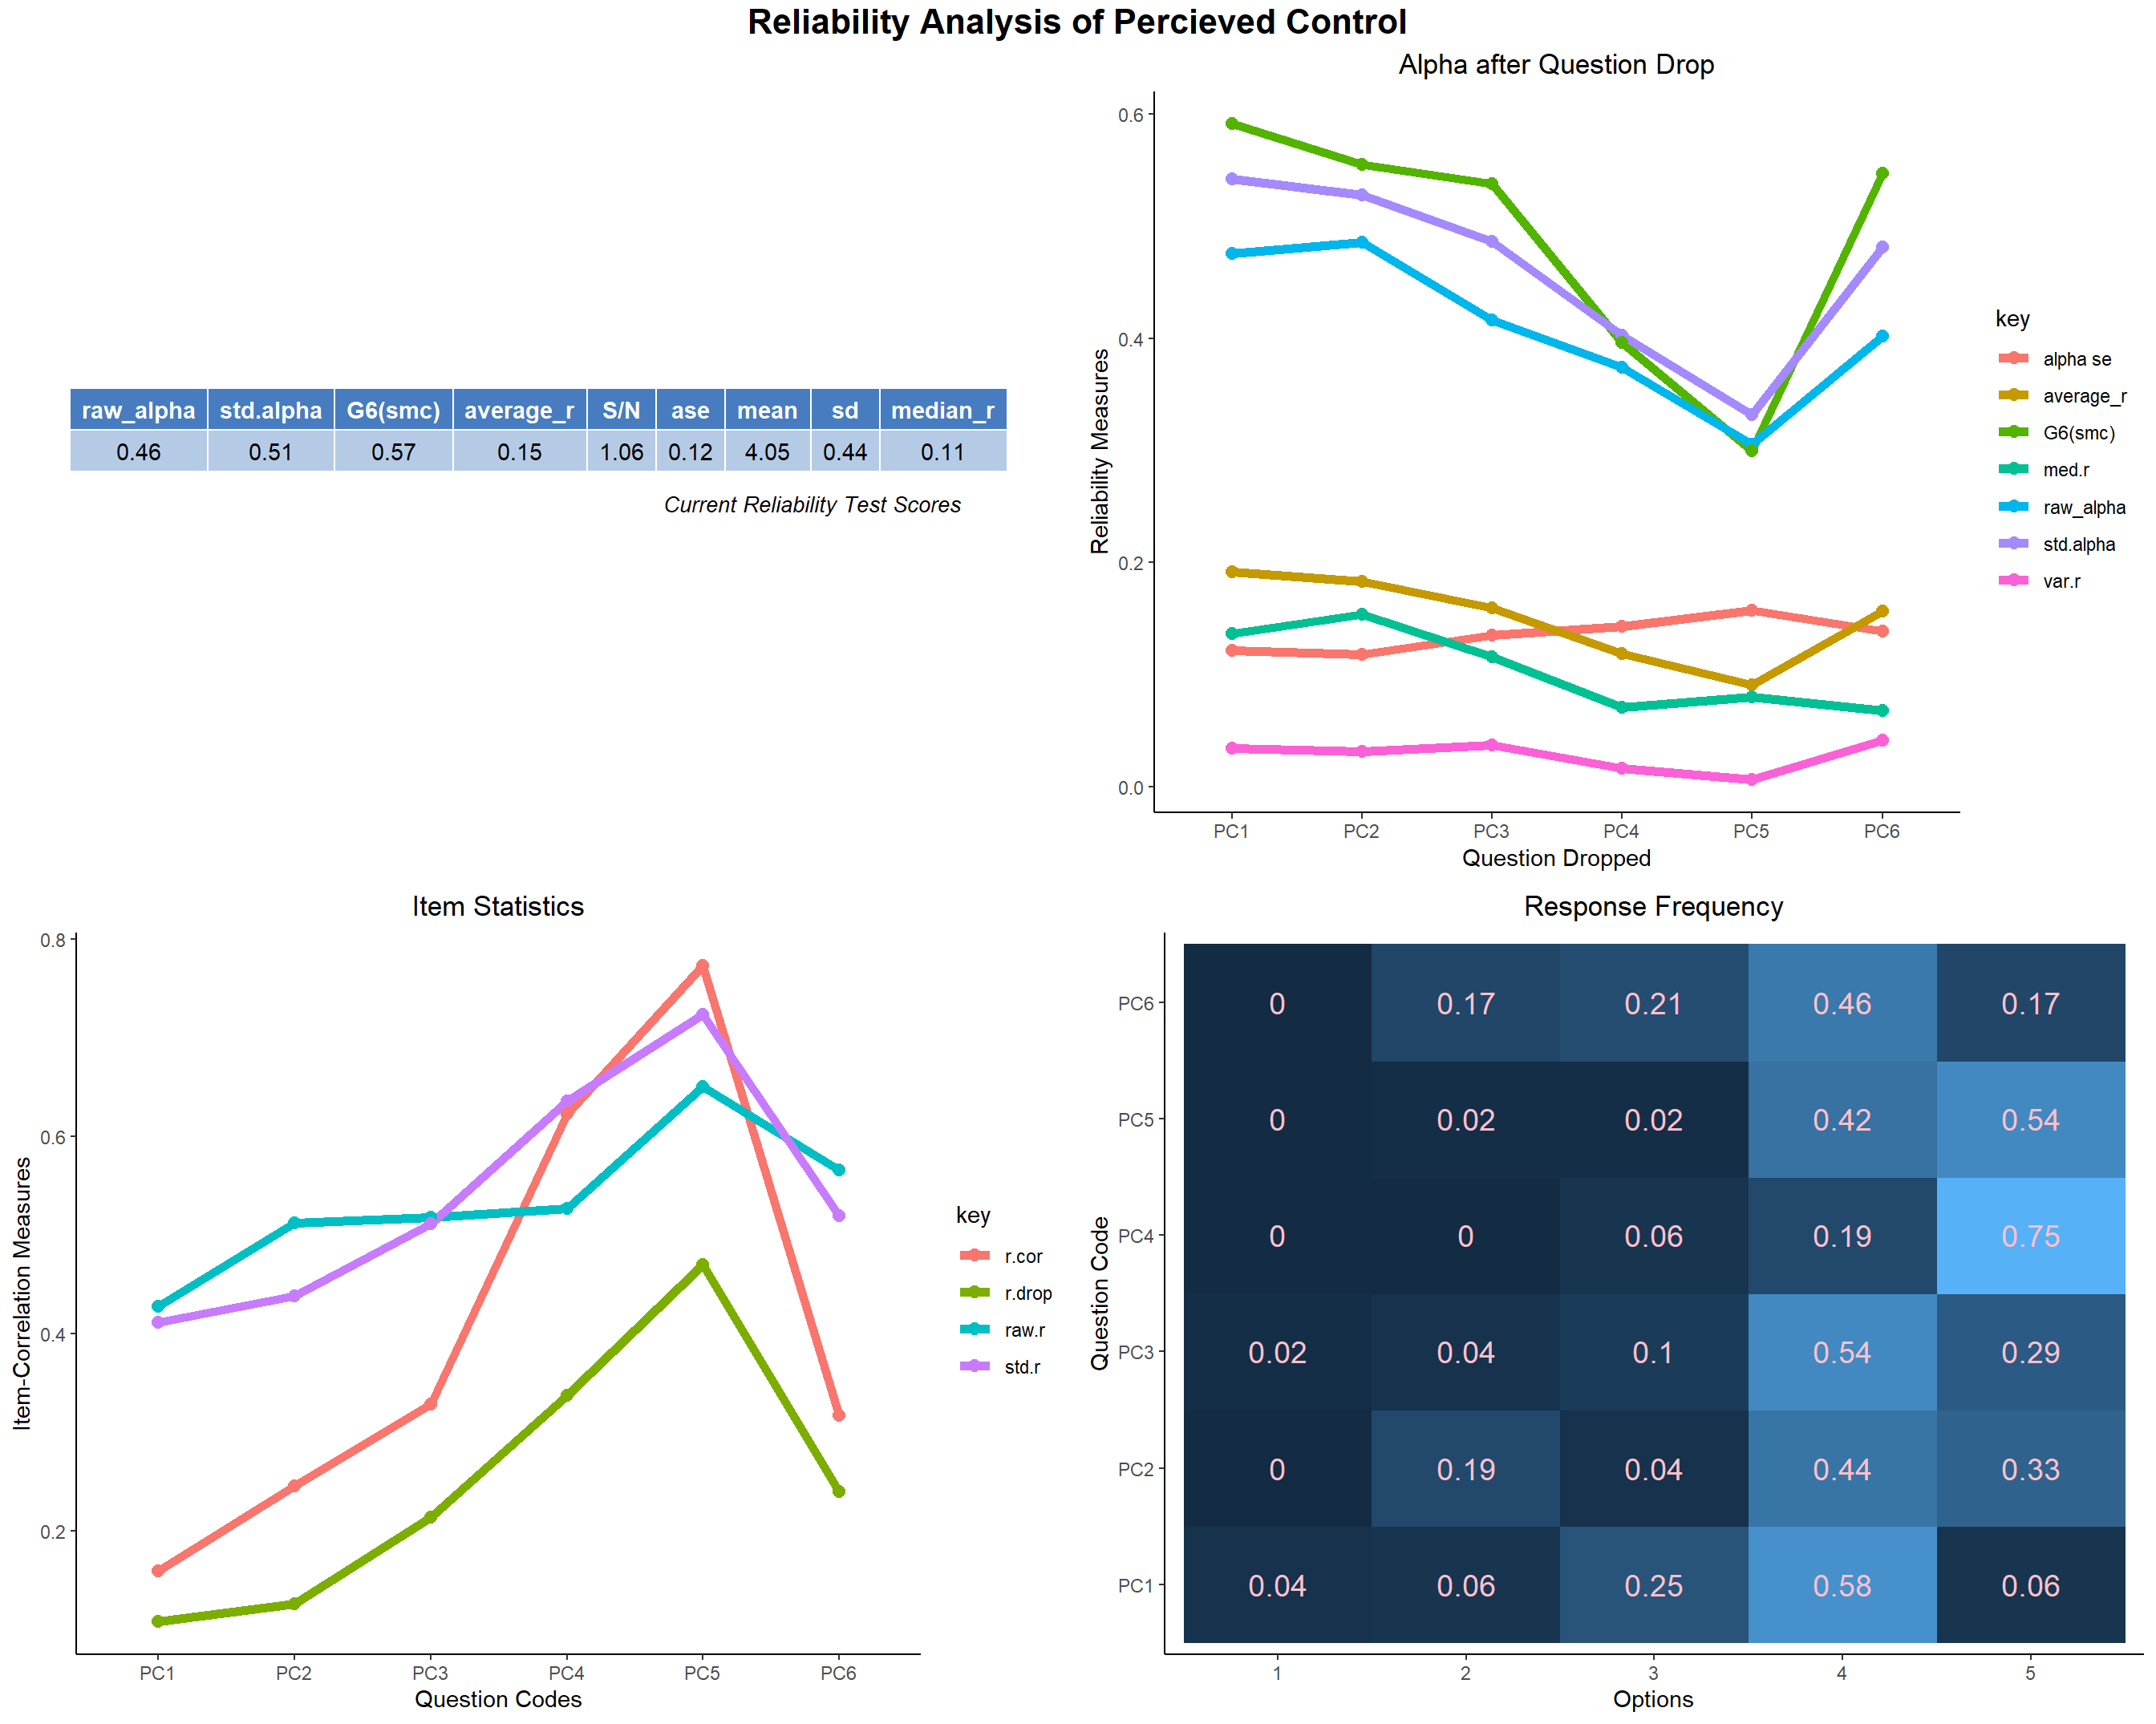 Reliability Analysis of Percieved Control
raw_alpha std.alpha G6(smc) average_r S/N ase mean sd median_r
0.46 0.51 0.57 0.15 1.06 0.12 4.05 0.44 0.11
Current Reliability Test Scores
Alpha after Question Drop
Reliability Measures
0.6
0.4
0.2
0.0
PC1 PC2 PC3 PC4 PC5 PC6
Question Dropped
key
alpha se
average_r
G6(smc)
med.r
raw_alpha
std.alpha
var.r
Item Statistics
Item-Correlation Measures
0.8
0.6
0.4
0.2
PC1 PC2 PC3 PC4 PC5 PC6
Question Codes
key
r.cor
r.drop
raw.r
std.r
Response Frequency
Question Code
PC6 0 0.17 0.21 0.46 0.17
PC5 0 0.02 0.02 0.42 0.54
PC4 0 0 0.06 0.19 0.75
PC3 0.02 0.04 0.1 0.54 0.29
PC2 0 0.19 0.04 0.44 0.33
PC1 0.04 0.06 0.25 0.58 0.06
1 2 3 4 5
Options